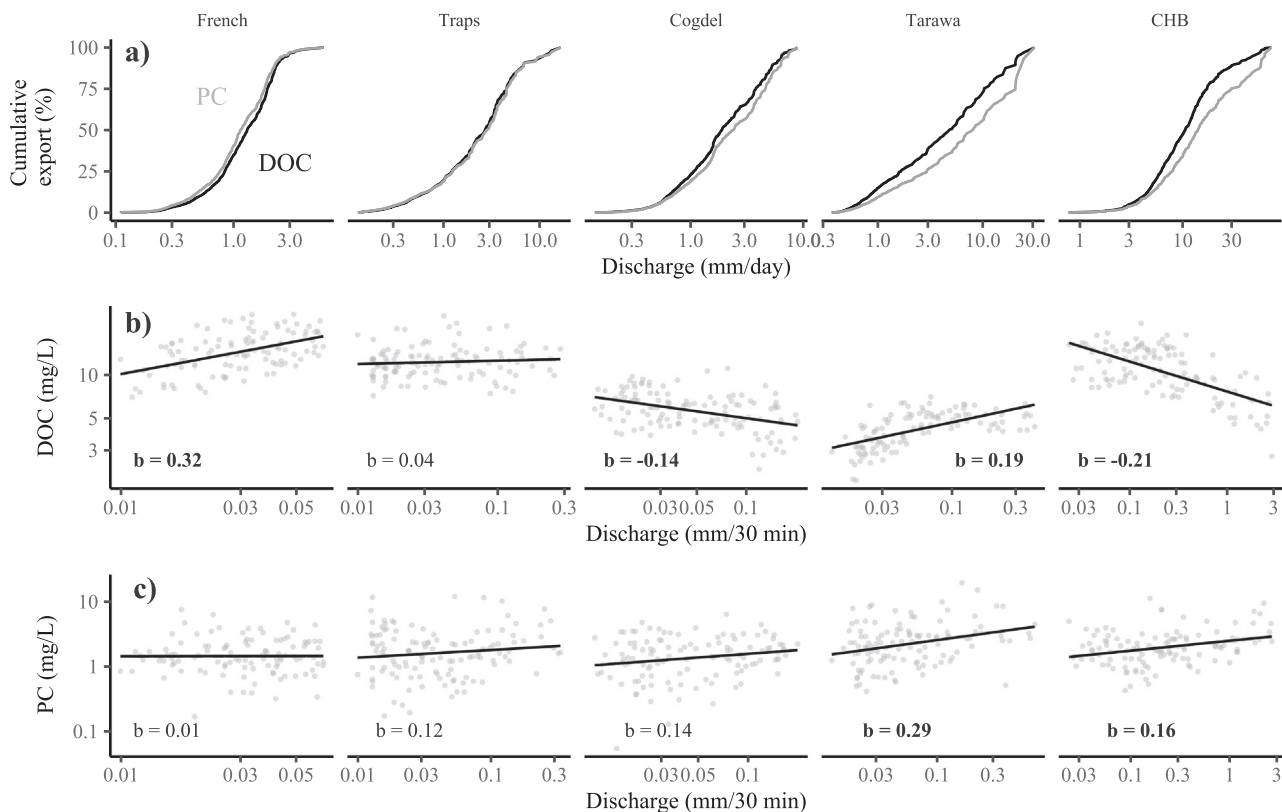 French Traps Cogdel Tarawa CHB
a)
100
75
50
25
0
Cumulative
export (%)
PC
DOC
0.1 0.3 1.0 3.0 0.3 1.0 3.0 10.0 0.3 1.0 3.0 10.0 0.3 1.0 3.0 10.0 30.0 1 3 10 30
Discharge (mm/day)
b)
10
5
3
DOC (mg/L)
b = 0.32 b = 0.04 b = -0.14 b = 0.19 b = -0.21
0.01 0.03 0.05 0.01 0.03 0.1 0.3 0.03 0.05 0.1 0.03 0.1 0.3 0.03 0.1 0.3 1 3
Discharge (mm/30 min)
c)
10
1
0.1
PC (mg/L)
b = 0.01 b = 0.12 b = 0.14 b = 0.29 b = 0.16
0.01 0.03 0.05 0.01 0.03 0.1 0.3 0.03 0.05 0.1 0.03 0.1 0.3 0.03 0.1 0.3 1 3
Discharge (mm/30 min)